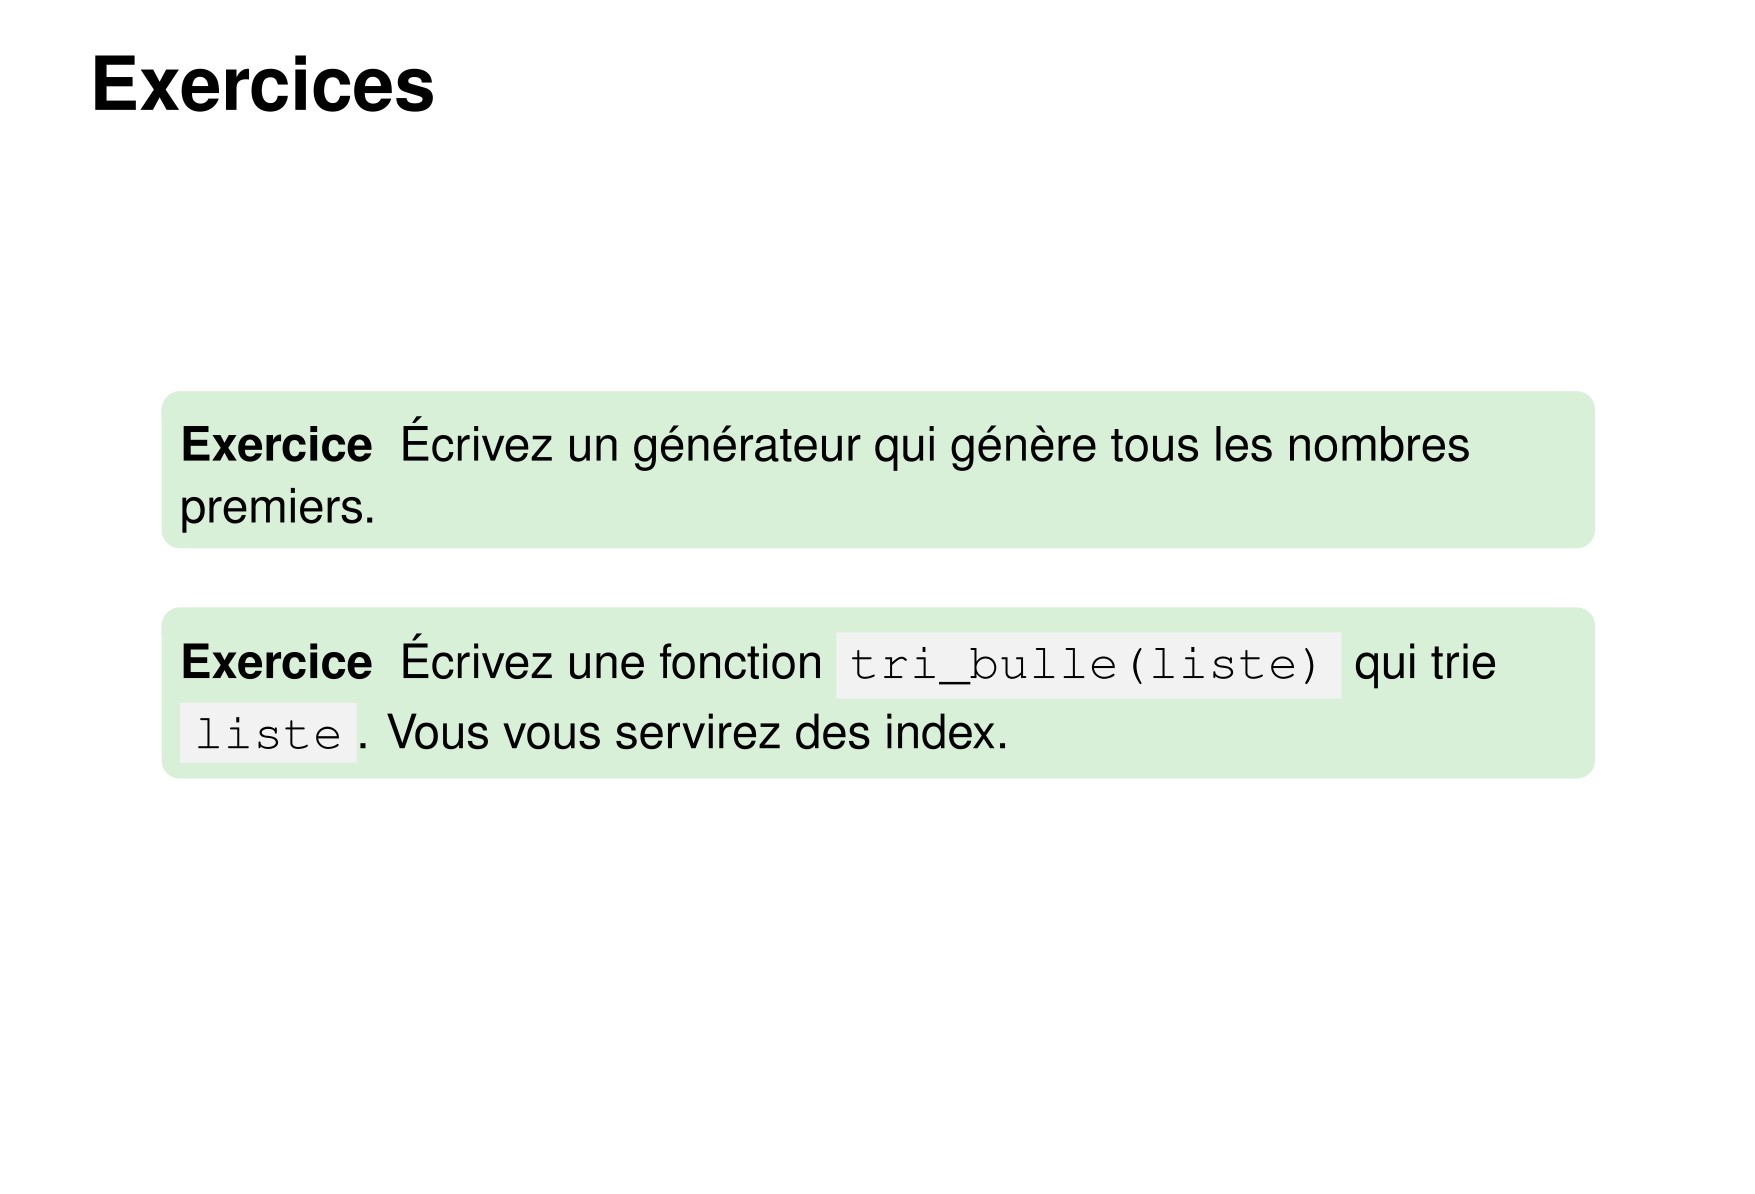 Exercices
Exercice Écrivez un générateur qui génère tous les nombres
premiers.
Exercice Écrivez une fonction tri_bulle(liste) qui trie
liste. Vous vous servirez des index.